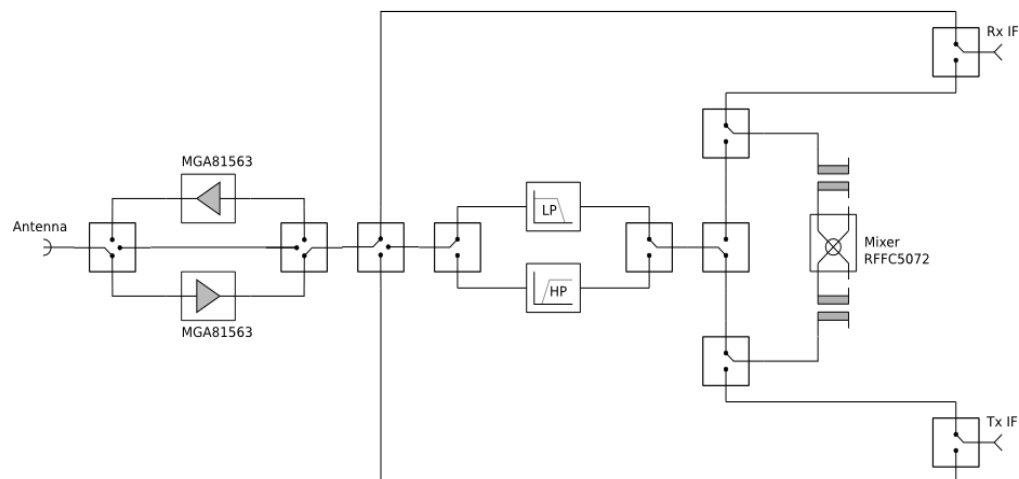 Rx IF
MGA81563
LP
Antenna
Mixer
RFFC5072
HP
MGA81563
Tx IF